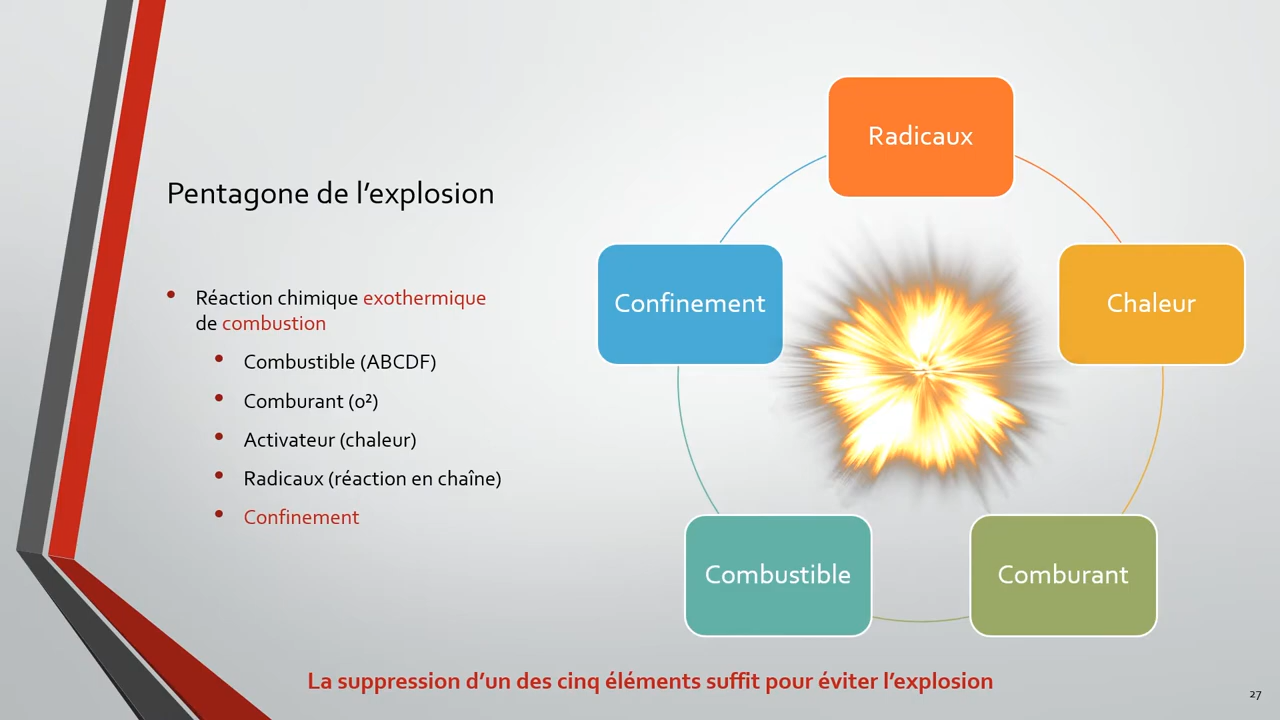 Pentagone de l’explosion
Réaction chimique exothermique
de combustion
Combustible (ABCDF)
Comburant (o²)
Activateur (chaleur)
Radicaux (réaction en chaîne)
Confinement
Radicaux
Confinement
Chaleur
Combustible
Comburant
La suppression d’un des cinq éléments suffit pour éviter l’explosion
27